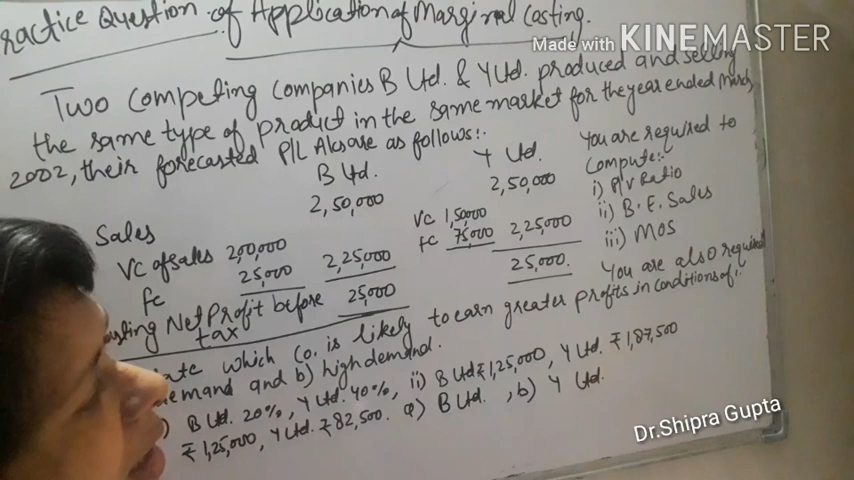 ractice Question of Application of Marginal Costing.
Made with KINEMASTER
Two Competing Companies B Ltd. & Y Ltd. produced and selling
the same type of product in the same market for the year ended March,
2002, their forecasted P/L A/cs are as follows:-
B Ltd. Y Ltd.
Sales 2,50,000 2,50,000
VC of sales 200,000 VC 1,50,000
FC 25,000 2,25,000 FC 75,000 2,25,000
Net Profit before 25,000 25,000.
tax
You are required to
Compute:-
i) P/V Ratio
ii) B.E. Sales
iii) MOS
You are also required
which Co. is likely to earn greater profits in conditions of:-
demand and b) high demand.
) B Ltd. 20%, Y Ltd. 40%, ii) B Ltd ₹1,25,000, Y Ltd. ₹1,87,500
₹1,25,000, Y Ltd. ₹82,500. a) B Ltd. , b) Y Ltd.
Dr.Shipra Gupta